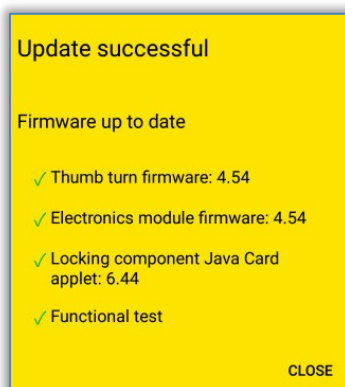 Update successful
Firmware up to date
✓ Thumb turn firmware: 4.54
✓ Electronics module firmware: 4.54
✓ Locking component Java Card
applet: 6.44
✓ Functional test
CLOSE